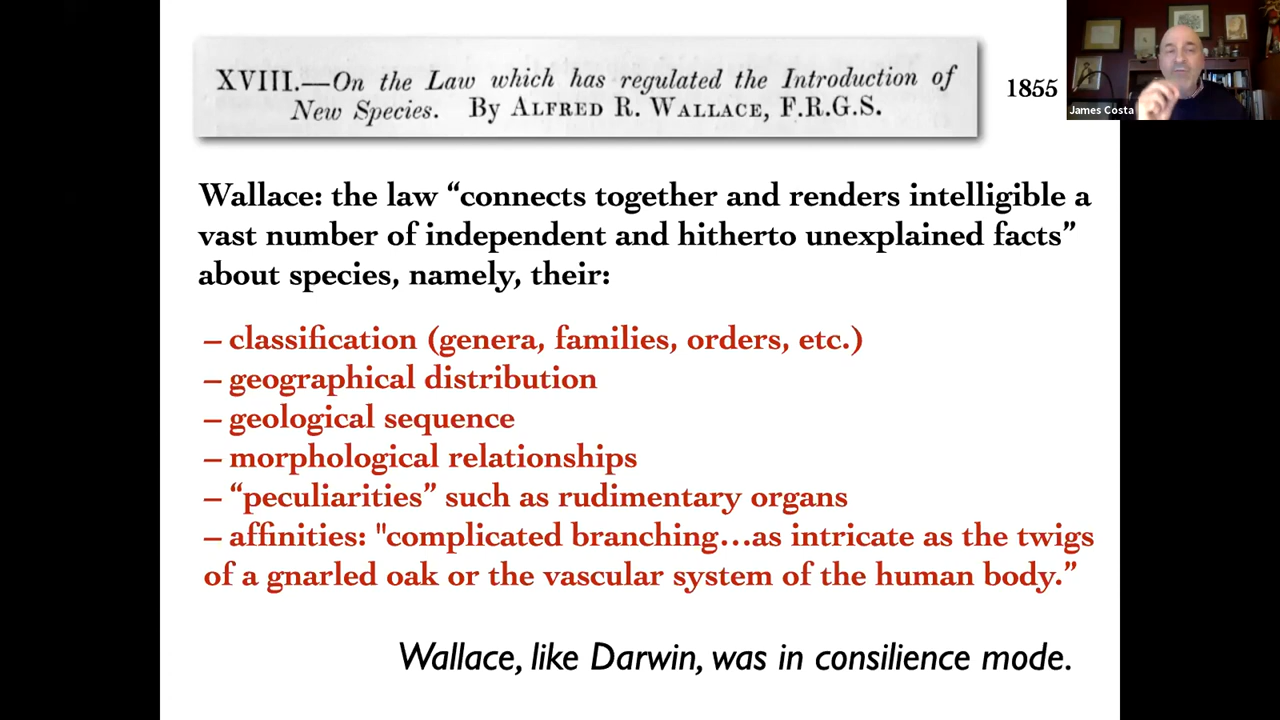 XVIII.—On the Law which has regulated the Introduction of
New Species. By ALFRED R. WALLACE, F.R.G.S.
1855
James Costa
Wallace: the law “connects together and renders intelligible a
vast number of independent and hitherto unexplained facts”
about species, namely, their:
– classification (genera, families, orders, etc.)
– geographical distribution
– geological sequence
– morphological relationships
– “peculiarities” such as rudimentary organs
– affinities: "complicated branching…as intricate as the twigs
of a gnarled oak or the vascular system of the human body.”
Wallace, like Darwin, was in consilience mode.